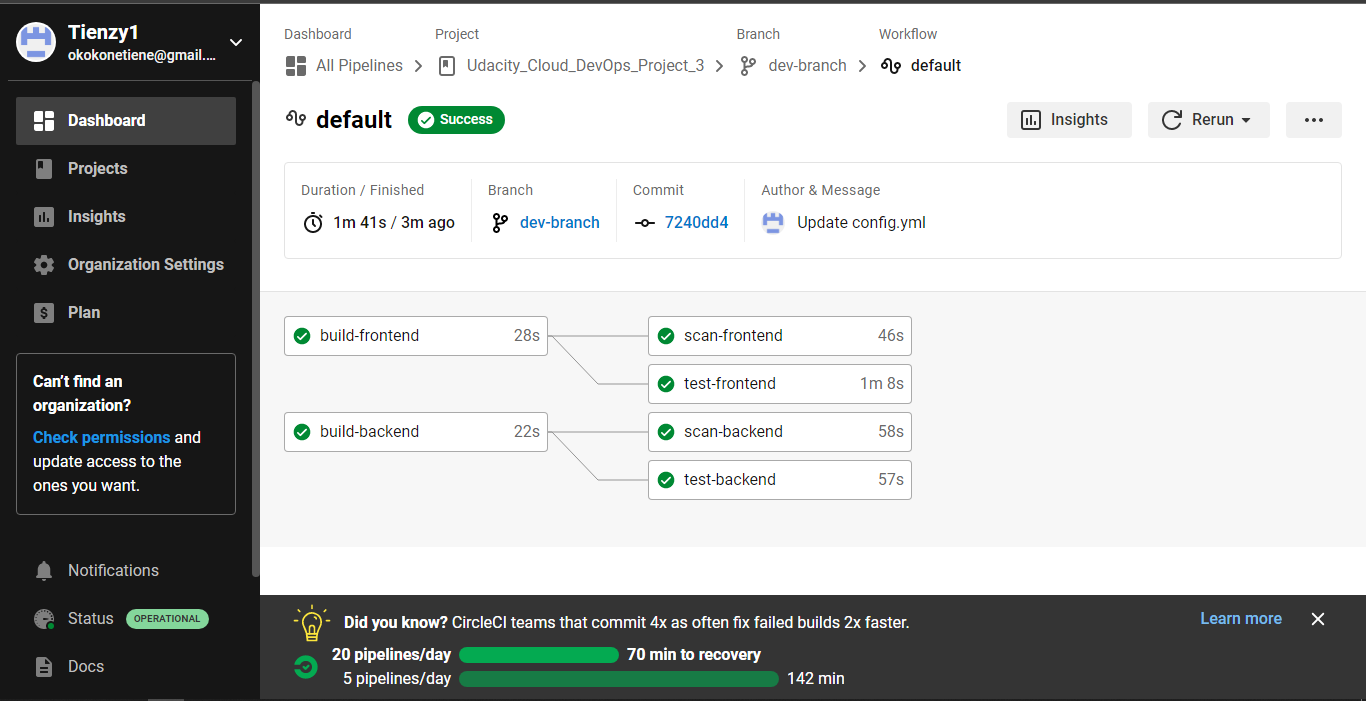 Tienzy1
okokonetiene@gmail....
Dashboard
Projects
Insights
Organization Settings
Plan
Can't find an
organization?
Check permissions and
update access to the
ones you want.
Notifications
Status OPERATIONAL
Docs
Dashboard Project Branch Workflow
All Pipelines Udacity_Cloud_DevOps_Project_3 dev-branch default
default Success Insights Rerun
Duration / Finished Branch Commit Author & Message
1m 41s / 3m ago dev-branch 7240dd4 Update config.yml
build-frontend 28s scan-frontend 46s
test-frontend 1m 8s
build-backend 22s scan-backend 58s
test-backend 57s
Did you know? CircleCI teams that commit 4x as often fix failed builds 2x faster. Learn more
20 pipelines/day 70 min to recovery
5 pipelines/day 142 min